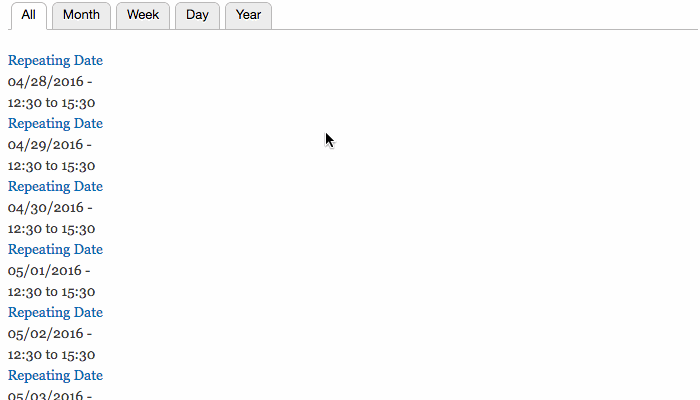 All Month Week Day Year
Repeating Date
04/28/2016 -
12:30 to 15:30
Repeating Date
04/29/2016 -
12:30 to 15:30
Repeating Date
04/30/2016 -
12:30 to 15:30
Repeating Date
05/01/2016 -
12:30 to 15:30
Repeating Date
05/02/2016 -
12:30 to 15:30
Repeating Date
05/03/2016 -